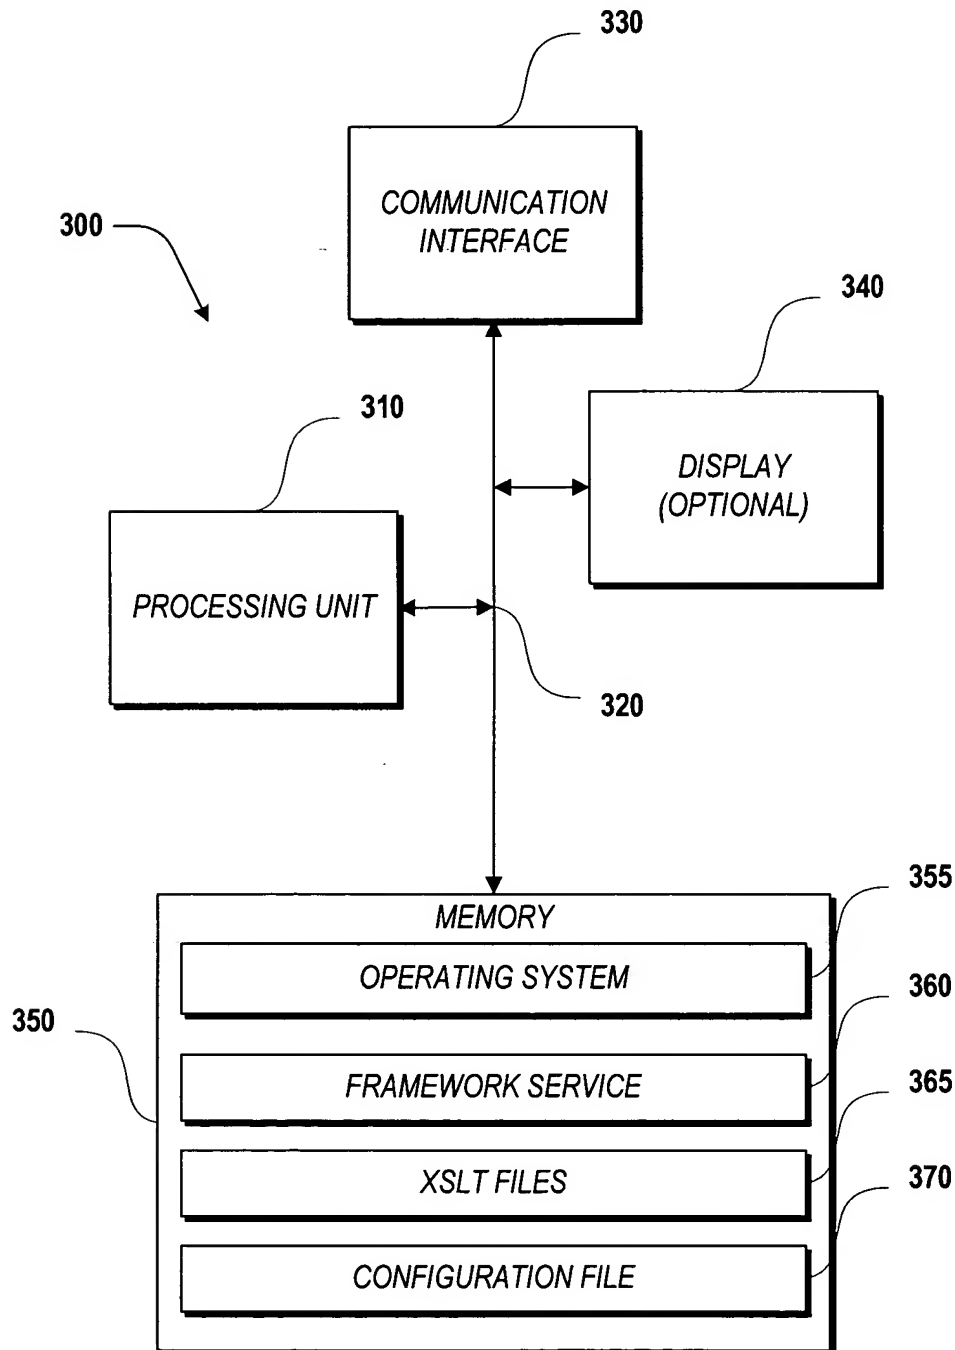 330
COMMUNICATION
INTERFACE
300
340
310
DISPLAY
(OPTIONAL)
PROCESSING UNIT
320
355
MEMORY
OPERATING SYSTEM
360
350
FRAMEWORK SERVICE
365
XSLT FILES
370
CONFIGURATION FILE